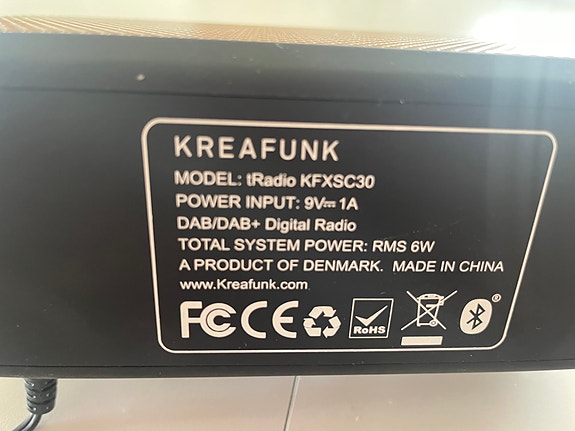 KREAFUNK
MODEL: tRadio KFXSC30
POWER INPUT: 9V⎓1A
DAB/DAB+ Digital Radio
TOTAL SYSTEM POWER: RMS 6W
A PRODUCT OF DENMARK. MADE IN CHINA
www.Kreafunk.com
FC CE RoHS ®